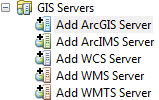 GIS Servers
Add ArcGIS Server
Add ArcIMS Server
Add WCS Server
Add WMS Server
Add WMTS Server